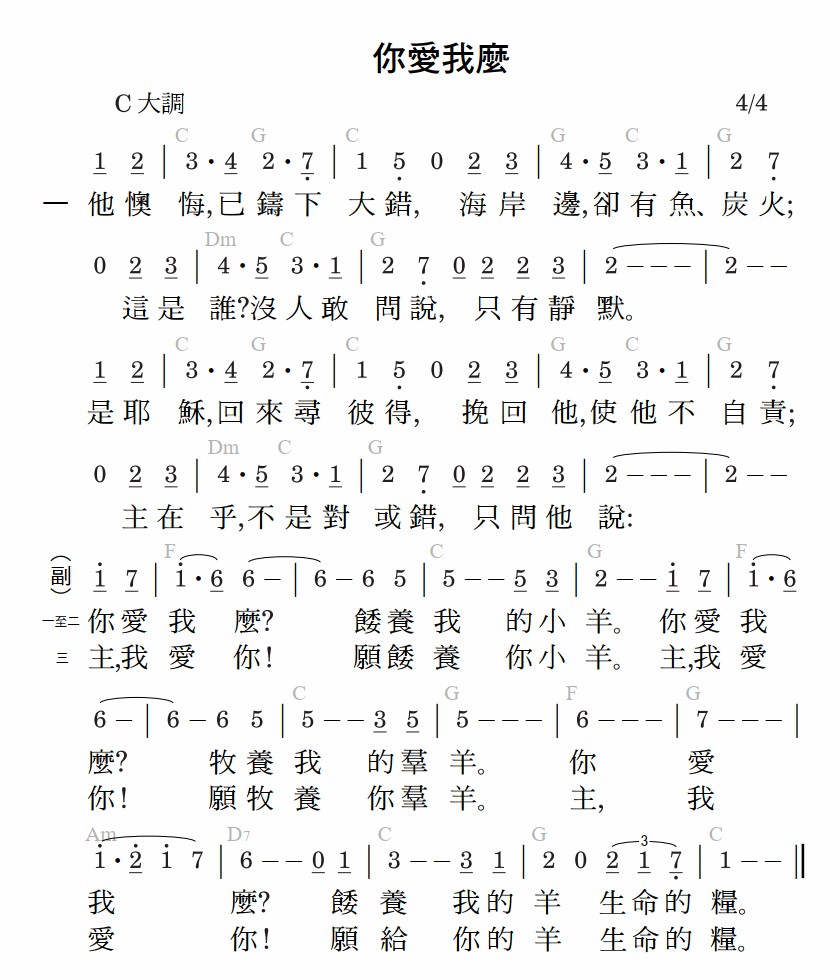 你愛我麼
C 大調 4/4
C G C G C G
1 2 | 3 · 4 2 · 7 | 1 5 0 2 3 | 4 · 5 3 · 1 | 2 7
一 他懊 悔,已鑄下 大錯, 海岸 邊,卻有魚、炭火;
Dm C G
0 2 3 | 4 · 5 3 · 1 | 2 7 0 2 2 3 | 2 − − − | 2 − −
這是 誰?沒人敢 問說, 只有靜 默。
C G C G C G
1 2 | 3 · 4 2 · 7 | 1 5 0 2 3 | 4 · 5 3 · 1 | 2 7
是耶 穌,回來尋 彼得, 挽回 他,使他不 自責;
Dm C G
0 2 3 | 4 · 5 3 · 1 | 2 7 0 2 2 3 | 2 − − − | 2 − −
主在 乎,不是對 或錯, 只問他 說:
F C G F
(副) 1 7 | 1 · 6 6 − | 6 − 6 5 | 5 − − 5 3 | 2 − − 1 7 | 1 · 6
一至二 你愛 我 麼? 餧養 我 的小 羊。 你愛 我
三 主,我 愛 你! 願餧 養 你小 羊。 主,我 愛
C G F G
6 − | 6 − 6 5 | 5 − − 3 5 | 5 − − − | 6 − − − | 7 − − − |
麼? 牧養 我 的羣 羊。 你 愛
你! 願牧 養 你羣 羊。 主, 我
Am D7 C G C
1 · 2 1 7 | 6 − − 0 1 | 3 − − 3 1 | 2 0 2 1 7 | 1 − − ‖
3
我 麼? 餧 養 我的 羊 生命的 糧。
愛 你! 願 給 你的 羊 生命的 糧。